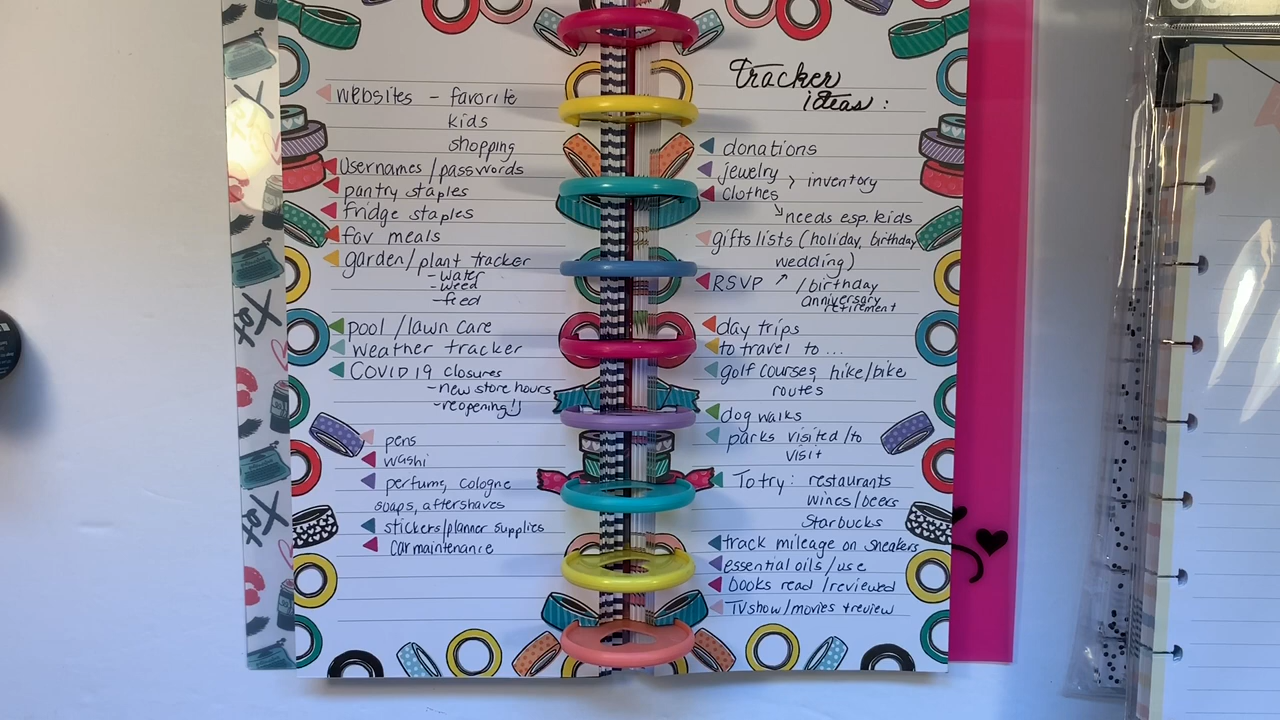 websites - favorite
kids
shopping
usernames/passwords
pantry staples
fridge staples
fav meals
garden/plant tracker
- water
- weed
- feed
pool/lawn care
weather tracker
COVID 19 closures
- new store hours
- reopening!!
pens
washi
perfume, cologne
soaps, aftershaves
stickers/planner supplies
car maintenance
Tracker
ideas:
donations
jewelry > inventory
clothes
needs esp. kids
gifts lists (holiday, birthday
wedding)
RSVP ↗ /birthday
anniversary
retirement
day trips
to travel to ...
golf courses, hike/bike
routes
dog walks
parks visited/to
visit
To try: restaurants
wines/beers
Starbucks
track mileage on sneakers
essential oils/use
books read/reviewed
TV show/movies + review